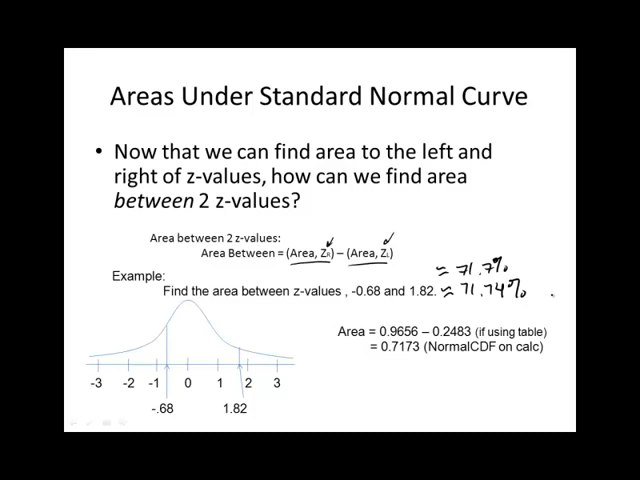 Areas Under Standard Normal Curve
• Now that we can find area to the left and
right of z-values, how can we find area
between 2 z-values?
Area between 2 z-values:
Area Between = (Area, ZR) – (Area, ZL)
≈ 71.7%
Example:
Find the area between z-values , -0.68 and 1.82. ≈ 71.74%
Area = 0.9656 – 0.2483 (if using table)
= 0.7173 (NormalCDF on calc)
-3 -2 -1 0 1 2 3
-.68 1.82